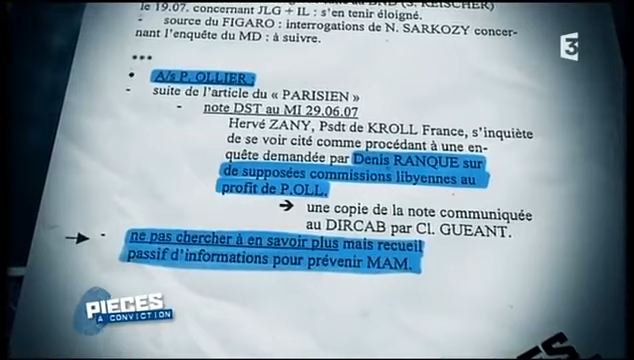 le 19.07. concernant JLG + IL : s'en tenir éloigné.
- source du FIGARO : interrogations de N. SARKOZY concer-
nant l'enquête du MD : à suivre.
***
• A/s P. OLLIER :
- suite de l'article du « PARISIEN »
- note DST au MI 29.06.07
Hervé ZANY, Psdt de KROLL France, s'inquiète
de se voir cité comme procédant à une en-
quête demandée par Denis RANQUE sur
de supposées commissions libyennes au
profit de P.OLL.
➔ une copie de la note communiquée
au DIRCAB par Cl. GUEANT.
- ne pas chercher à en savoir plus mais recueil
passif d'informations pour prévenir MAM.
3
PIECES
A CONVICTION